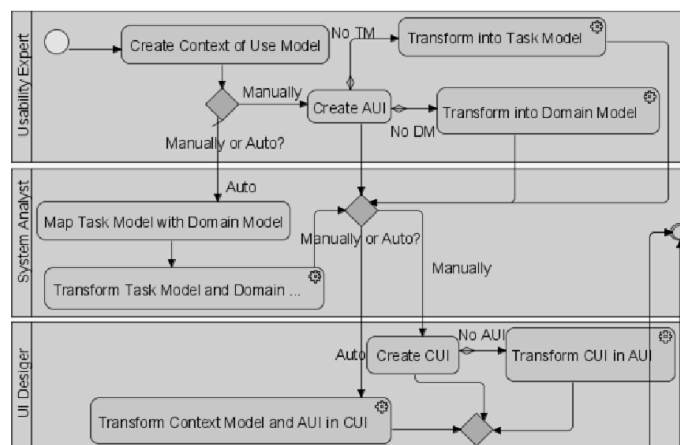 Usability Expert
Create Context of Use Model
No TM
Transform into Task Model
Manually
Create AUI
Transform into Domain Model
No DM
Manually or Auto?
System Analyst
Auto
Map Task Model with Domain Model
Manually or Auto?
Transform Task Model and Domain ...
Manually
UI Desiger
Auto
Create CUI
No AUI
Transform CUI in AUI
Transform Context Model and AUI in CUI